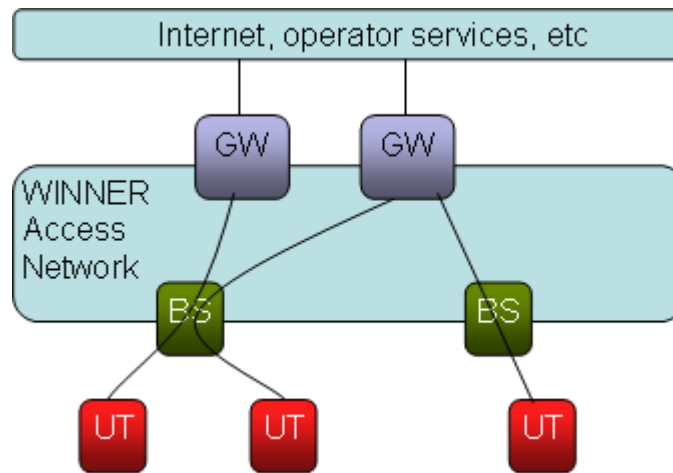 Internet, operator services, etc
GW
GW
WINNER
Access
Network
BS
BS
UT
UT
UT